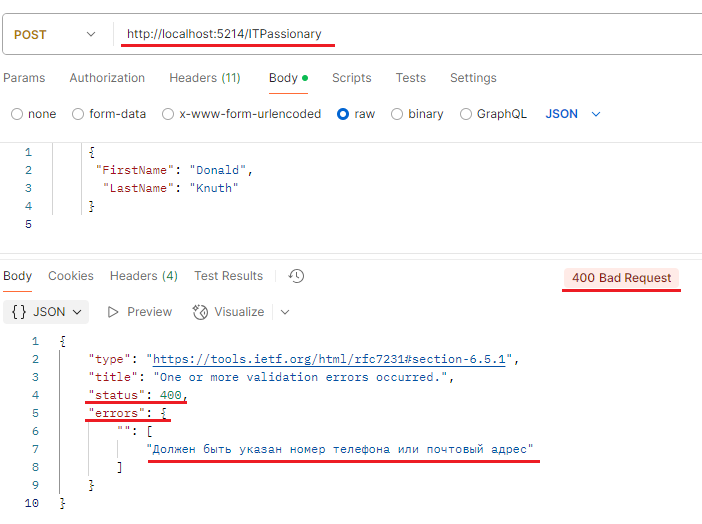 POST http://localhost:5214/ITPassionary
Params Authorization Headers (11) Body Scripts Tests Settings
none form-data x-www-form-urlencoded raw binary GraphQL JSON
1 {
2 "FirstName": "Donald",
3 "LastName": "Knuth"
4 }
5
Body Cookies Headers (4) Test Results 400 Bad Request
{} JSON Preview Visualize
1 {
2 "type": "https://tools.ietf.org/html/rfc7231#section-6.5.1",
3 "title": "One or more validation errors occurred.",
4 "status": 400,
5 "errors": {
6 "": [
7 "Должен быть указан номер телефона или почтовый адрес"
8 ]
9 }
10 }